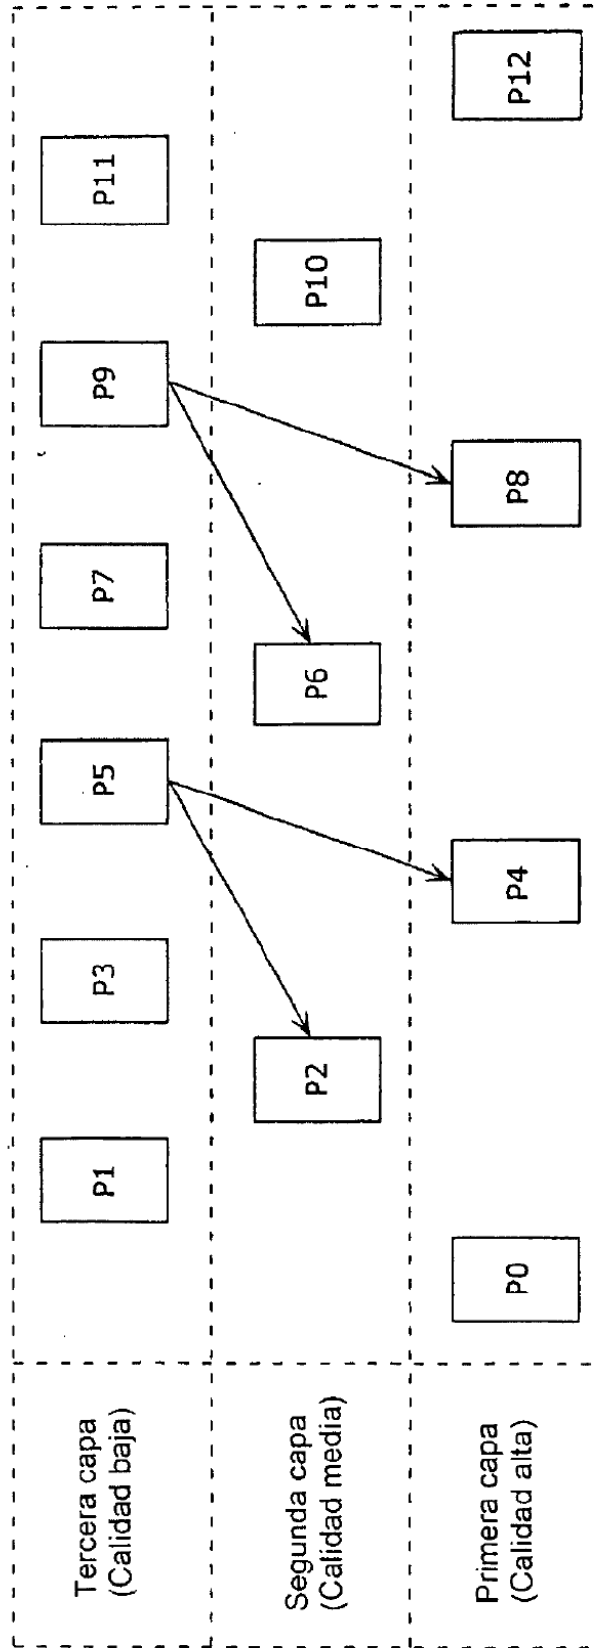 Tercera capa
(Calidad baja)
P1
P3
P5
P7
P9
P11
Segunda capa
(Calidad media)
P2
P6
P10
Primera capa
(Calidad alta)
P0
P4
P8
P12